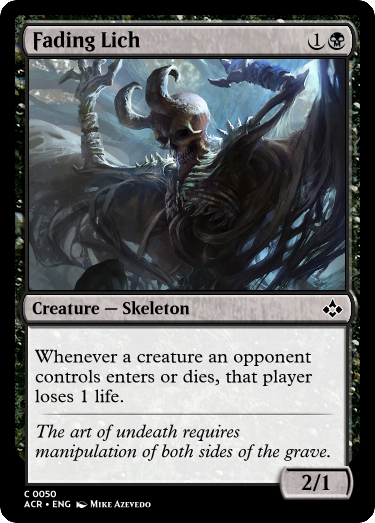 Fading Lich 1
Creature — Skeleton
Whenever a creature an opponent
controls enters or dies, that player
loses 1 life.
The art of undeath requires
manipulation of both sides of the grave.
2/1
C 0050
ACR • ENG Mike Azevedo